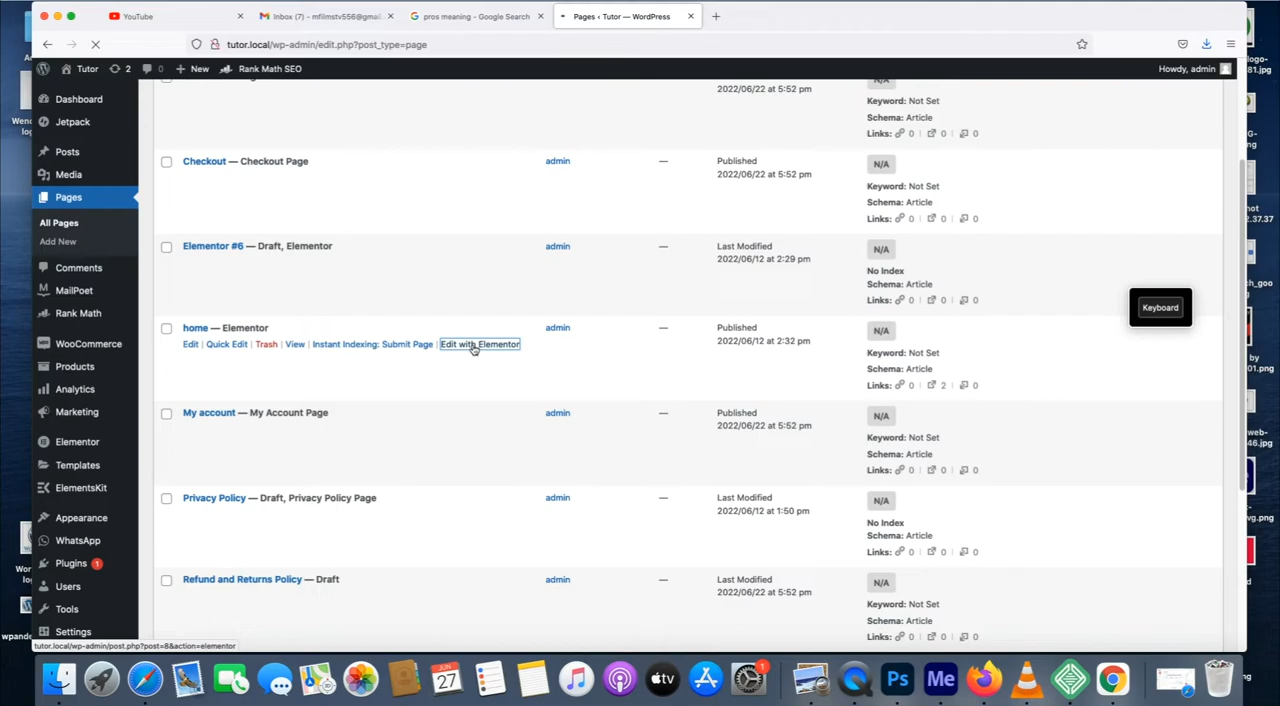 YouTube
Inbox (7) - mfilmstv556@gmail.
pros meaning - Google Search
Pages ‹ Tutor — WordPress
tutor.local/wp-admin/edit.php?post_type=page
Tutor
2
0
New
Rank Math SEO
Howdy, admin
Dashboard
Jetpack
Posts
Media
Pages
All Pages
Add New
Comments
MailPoet
Rank Math
WooCommerce
Products
Analytics
Marketing
Elementor
Templates
ElementsKit
Appearance
WhatsApp
Plugins 1
Users
Tools
Settings
2022/06/22 at 5:52 pm
N/A
Keyword: Not Set
Schema: Article
Links: 0 | 0 | 0
Checkout — Checkout Page
admin
—
Published
2022/06/22 at 5:52 pm
N/A
Keyword: Not Set
Schema: Article
Links: 0 | 0 | 0
Elementor #6 — Draft, Elementor
admin
—
Last Modified
2022/06/12 at 2:29 pm
N/A
No Index
Schema: Article
Links: 0 | 0 | 0
home — Elementor
Edit | Quick Edit | Trash | View | Instant Indexing: Submit Page | Edit with Elementor
admin
—
Published
2022/06/12 at 2:32 pm
N/A
Keyword: Not Set
Schema: Article
Links: 0 | 2 | 0
My account — My Account Page
admin
—
Published
2022/06/22 at 5:52 pm
N/A
Keyword: Not Set
Schema: Article
Links: 0 | 0 | 0
Privacy Policy — Draft, Privacy Policy Page
admin
—
Last Modified
2022/06/12 at 1:50 pm
N/A
No Index
Schema: Article
Links: 0 | 0 | 0
Refund and Returns Policy — Draft
admin
—
Last Modified
2022/06/22 at 5:52 pm
N/A
Keyword: Not Set
Schema: Article
Links: 0 | 0 | 0
Keyboard
tutor.local/wp-admin/post.php?post=8&action=elementor
JUN
27
tv
1
Ps
Me